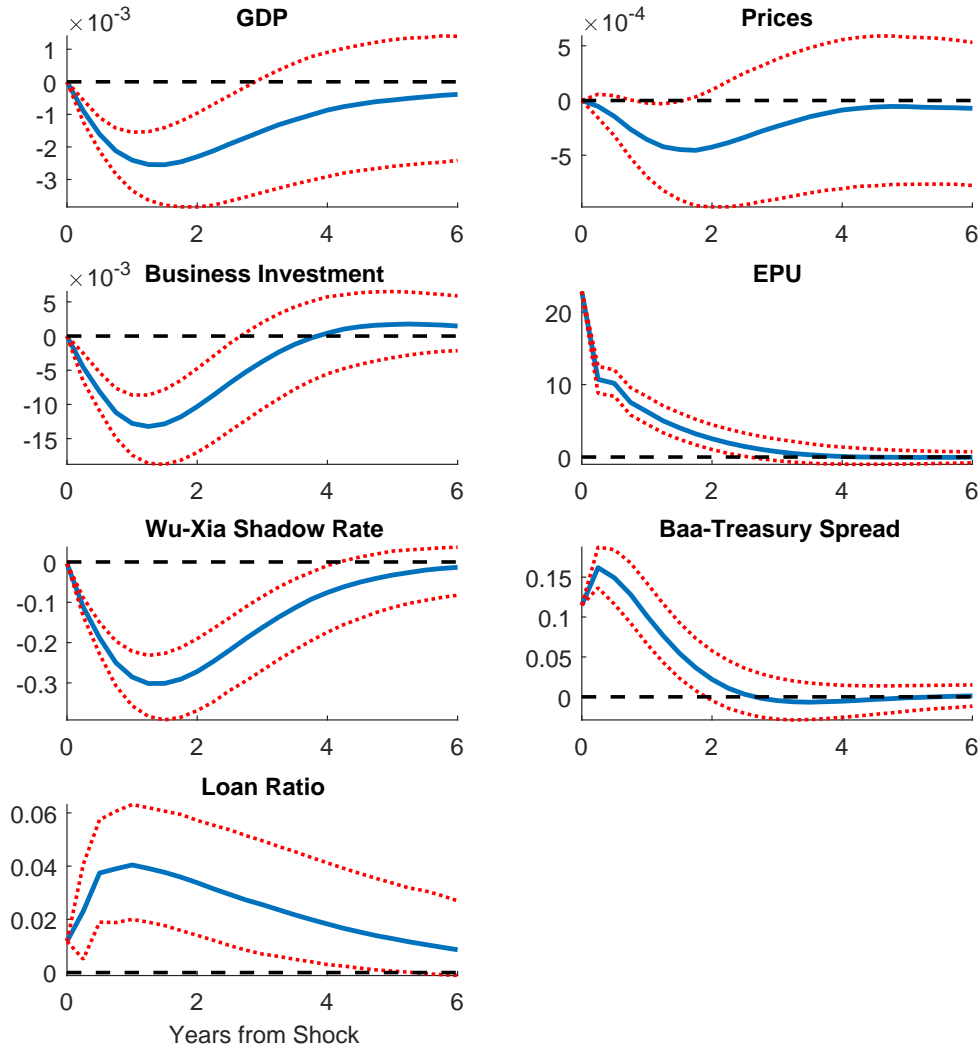 ×10⁻³ GDP
1
0
-1
-2
-3
0 2 4 6
×10⁻⁴ Prices
5
0
-5
0 2 4 6
×10⁻³ Business Investment
5
0
-5
-10
-15
0 2 4 6
EPU
20
10
0
0 2 4 6
Wu-Xia Shadow Rate
0
-0.1
-0.2
-0.3
0 2 4 6
Baa-Treasury Spread
0.15
0.1
0.05
0
0 2 4 6
Loan Ratio
0.06
0.04
0.02
0
0 2 4 6
Years from Shock